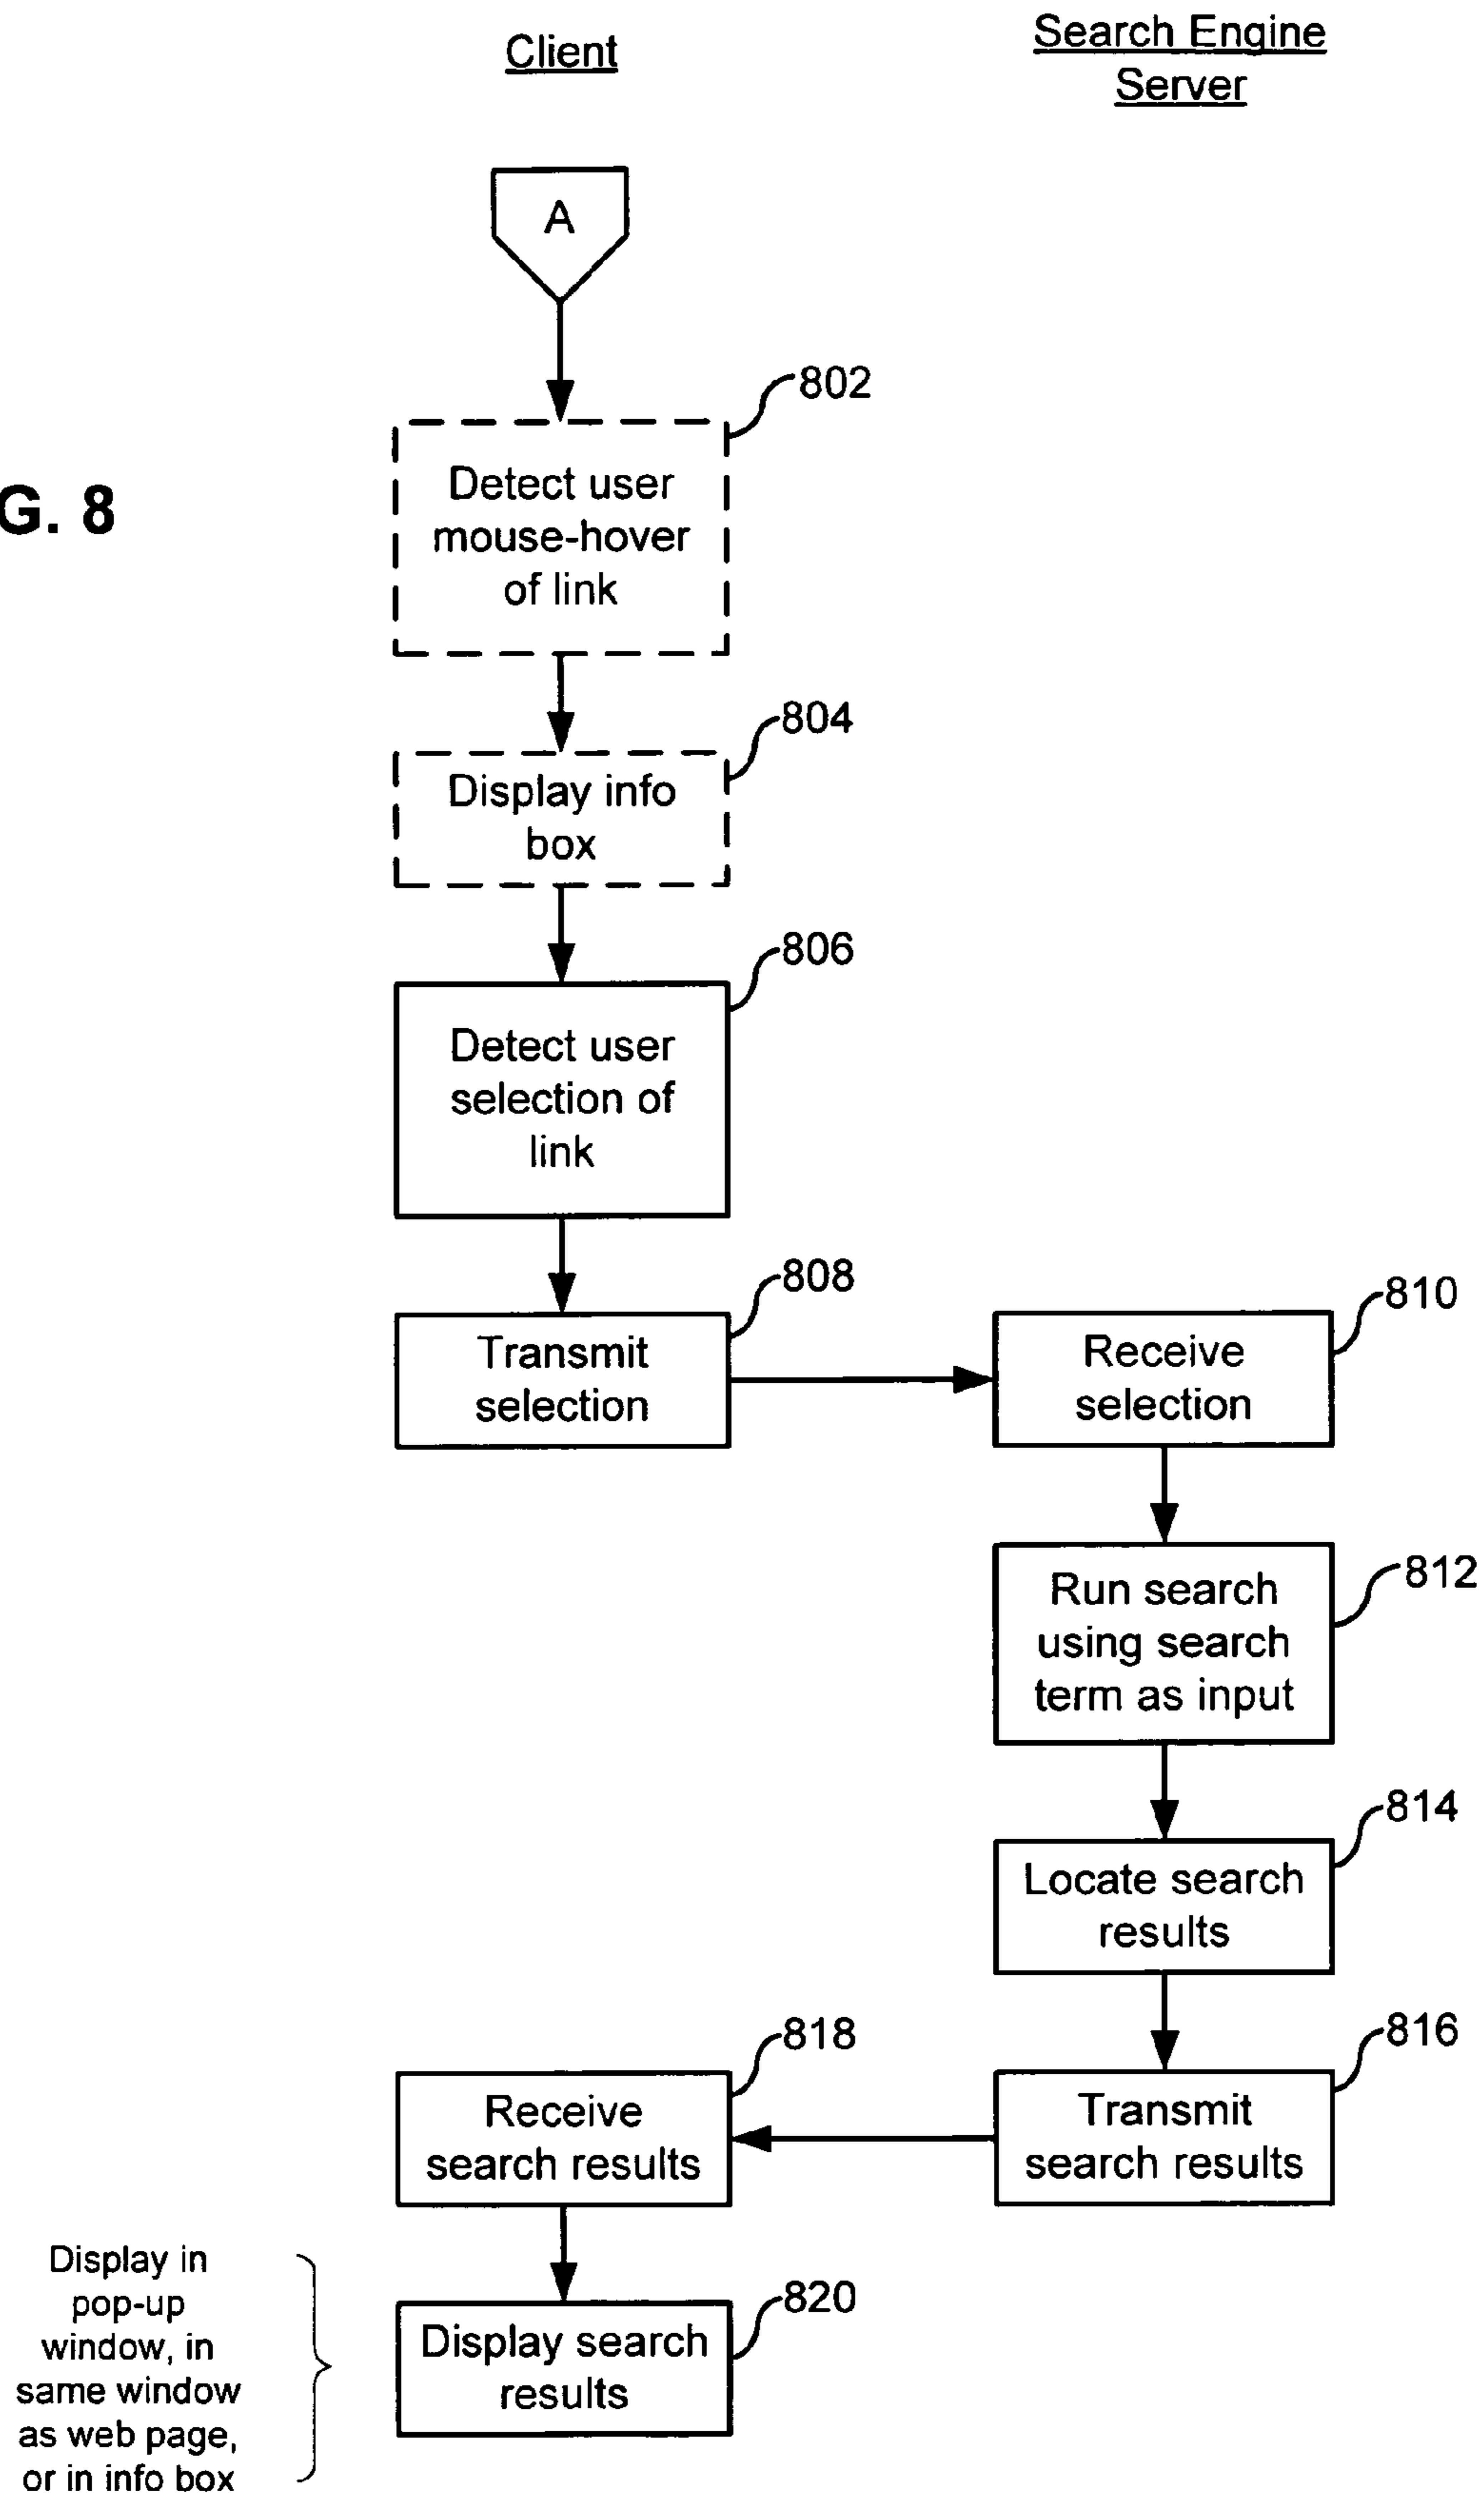 Client
Search Engine
Server
A
802
G. 8
Detect user
mouse-hover
of link
804
Display info
box
806
Detect user
selection of
link
808
Transmit
selection
810
Receive
selection
812
Run search
using search
term as input
814
Locate search
results
816
Transmit
search results
818
Receive
search results
820
Display search
results
Display in
pop-up
window, in
same window
as web page,
or in info box